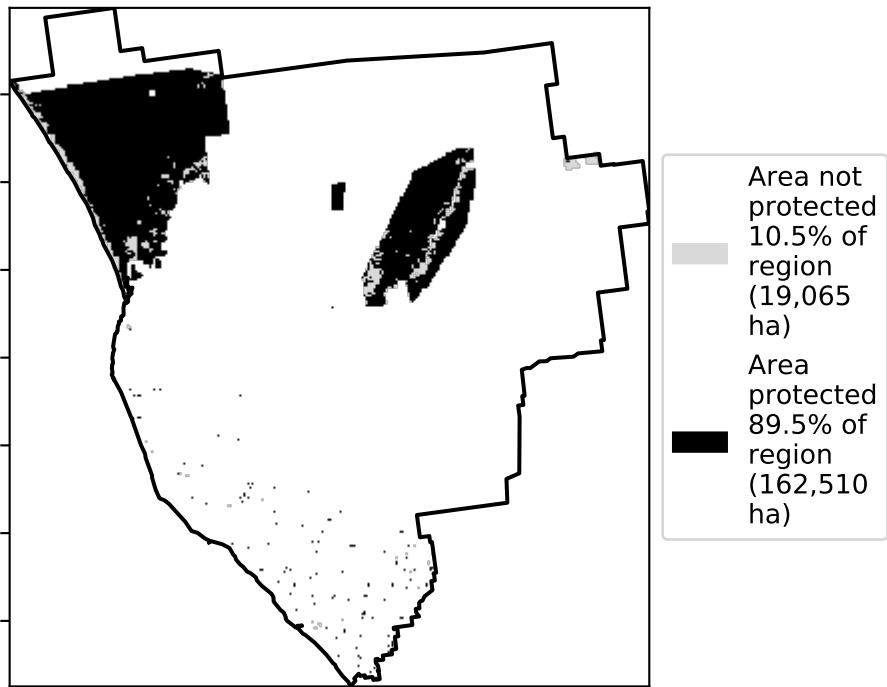 Area not
protected
10.5% of
region
(19,065
ha)
Area
protected
89.5% of
region
(162,510
ha)